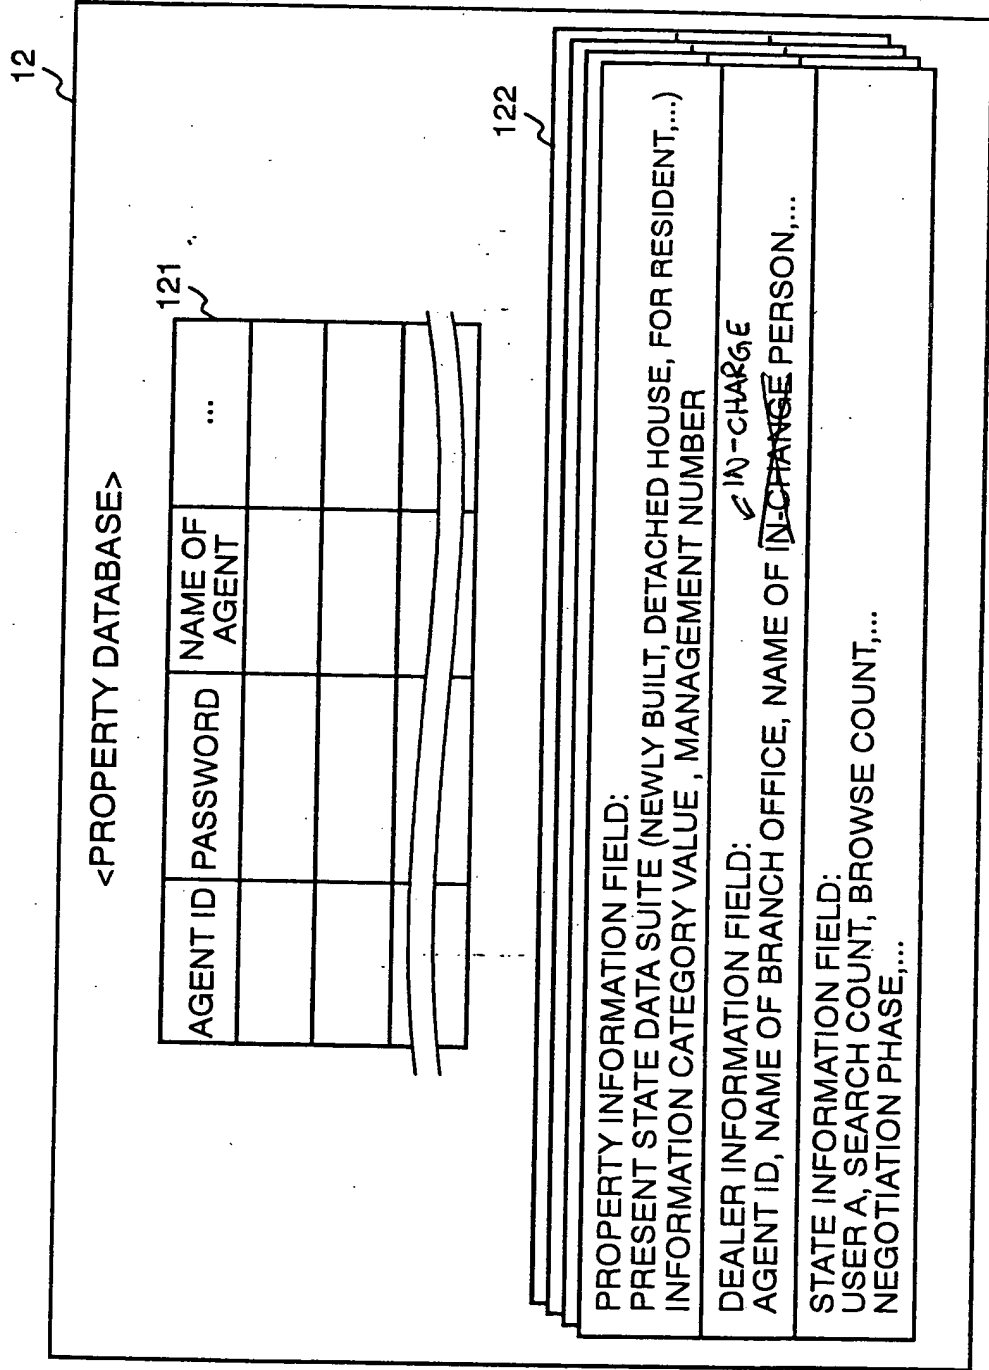 12
<PROPERTY DATABASE>
121
AGENT ID PASSWORD NAME OF AGENT ...
122
PROPERTY INFORMATION FIELD:
PRESENT STATE DATA SUITE (NEWLY BUILT, DETACHED HOUSE, FOR RESIDENT,...)
INFORMATION CATEGORY VALUE , MANAGEMENT NUMBER
IN-CHARGE
DEALER INFORMATION FIELD:
AGENT ID, NAME OF BRANCH OFFICE, NAME OF IN-CHANGE PERSON,...
STATE INFORMATION FIELD:
USER A, SEARCH COUNT, BROWSE COUNT,...
NEGOTIATION PHASE,...